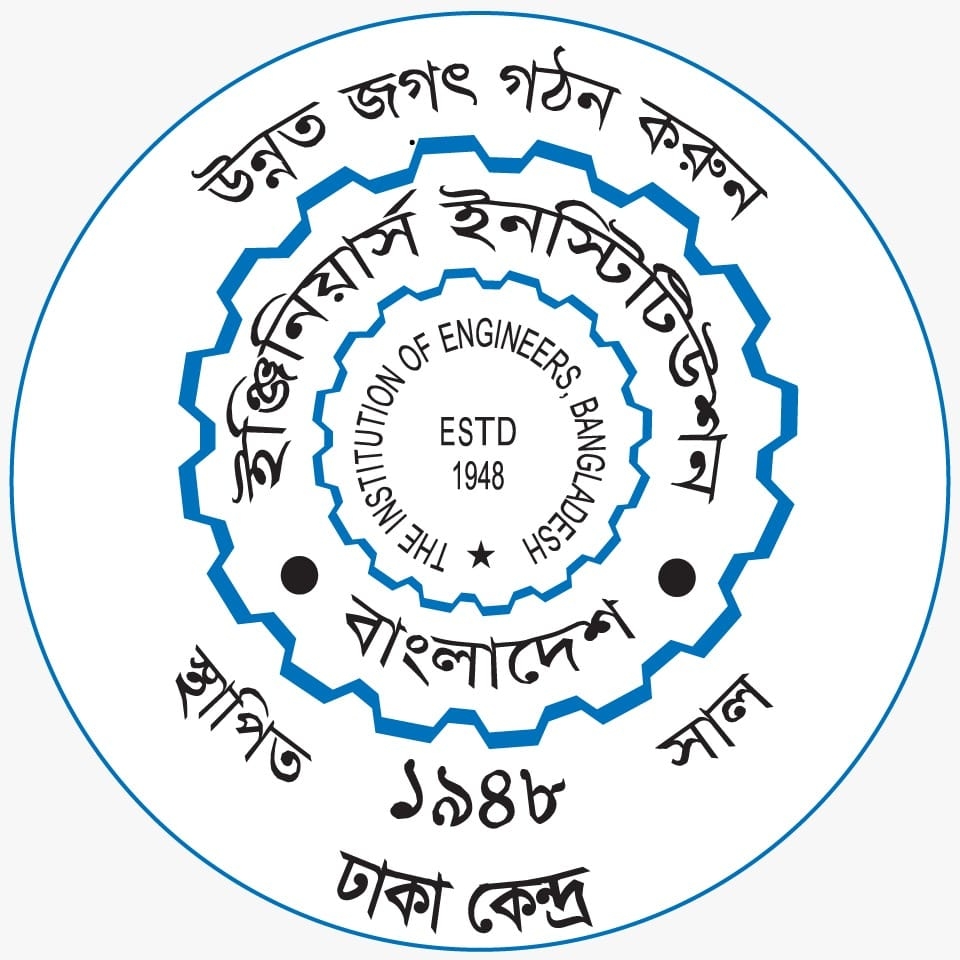 উন্নত জগৎ গঠন করুন
ইঞ্জিনিয়ার্স ইনস্টিটিউশন
THE INSTITUTION OF ENGINEERS, BANGLADESH
ESTD
1948
★
বাংলাদেশ
স্থাপিত ১৯৪৮ সাল
ঢাকা কেন্দ্র